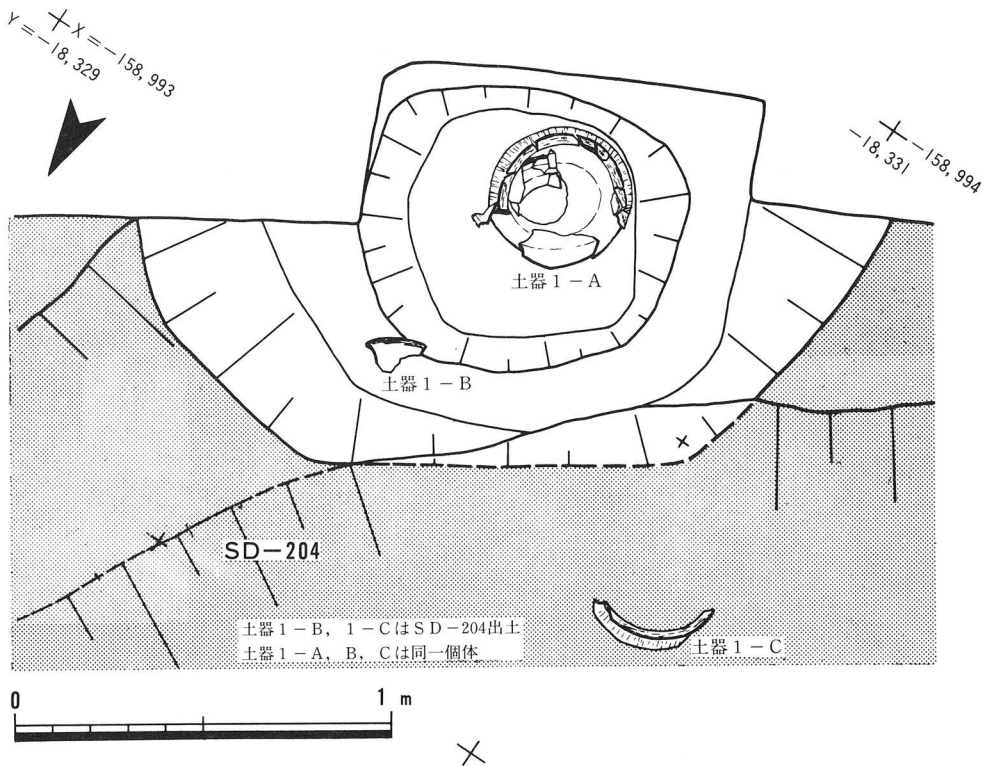 X=-158,993
Y=-18,329
-158,994
-18,331
土器1-A
土器1-B
SD-204
土器1-B, 1-CはSD-204出土
土器1-A, B, Cは同一個体
土器1-C
0 1 m